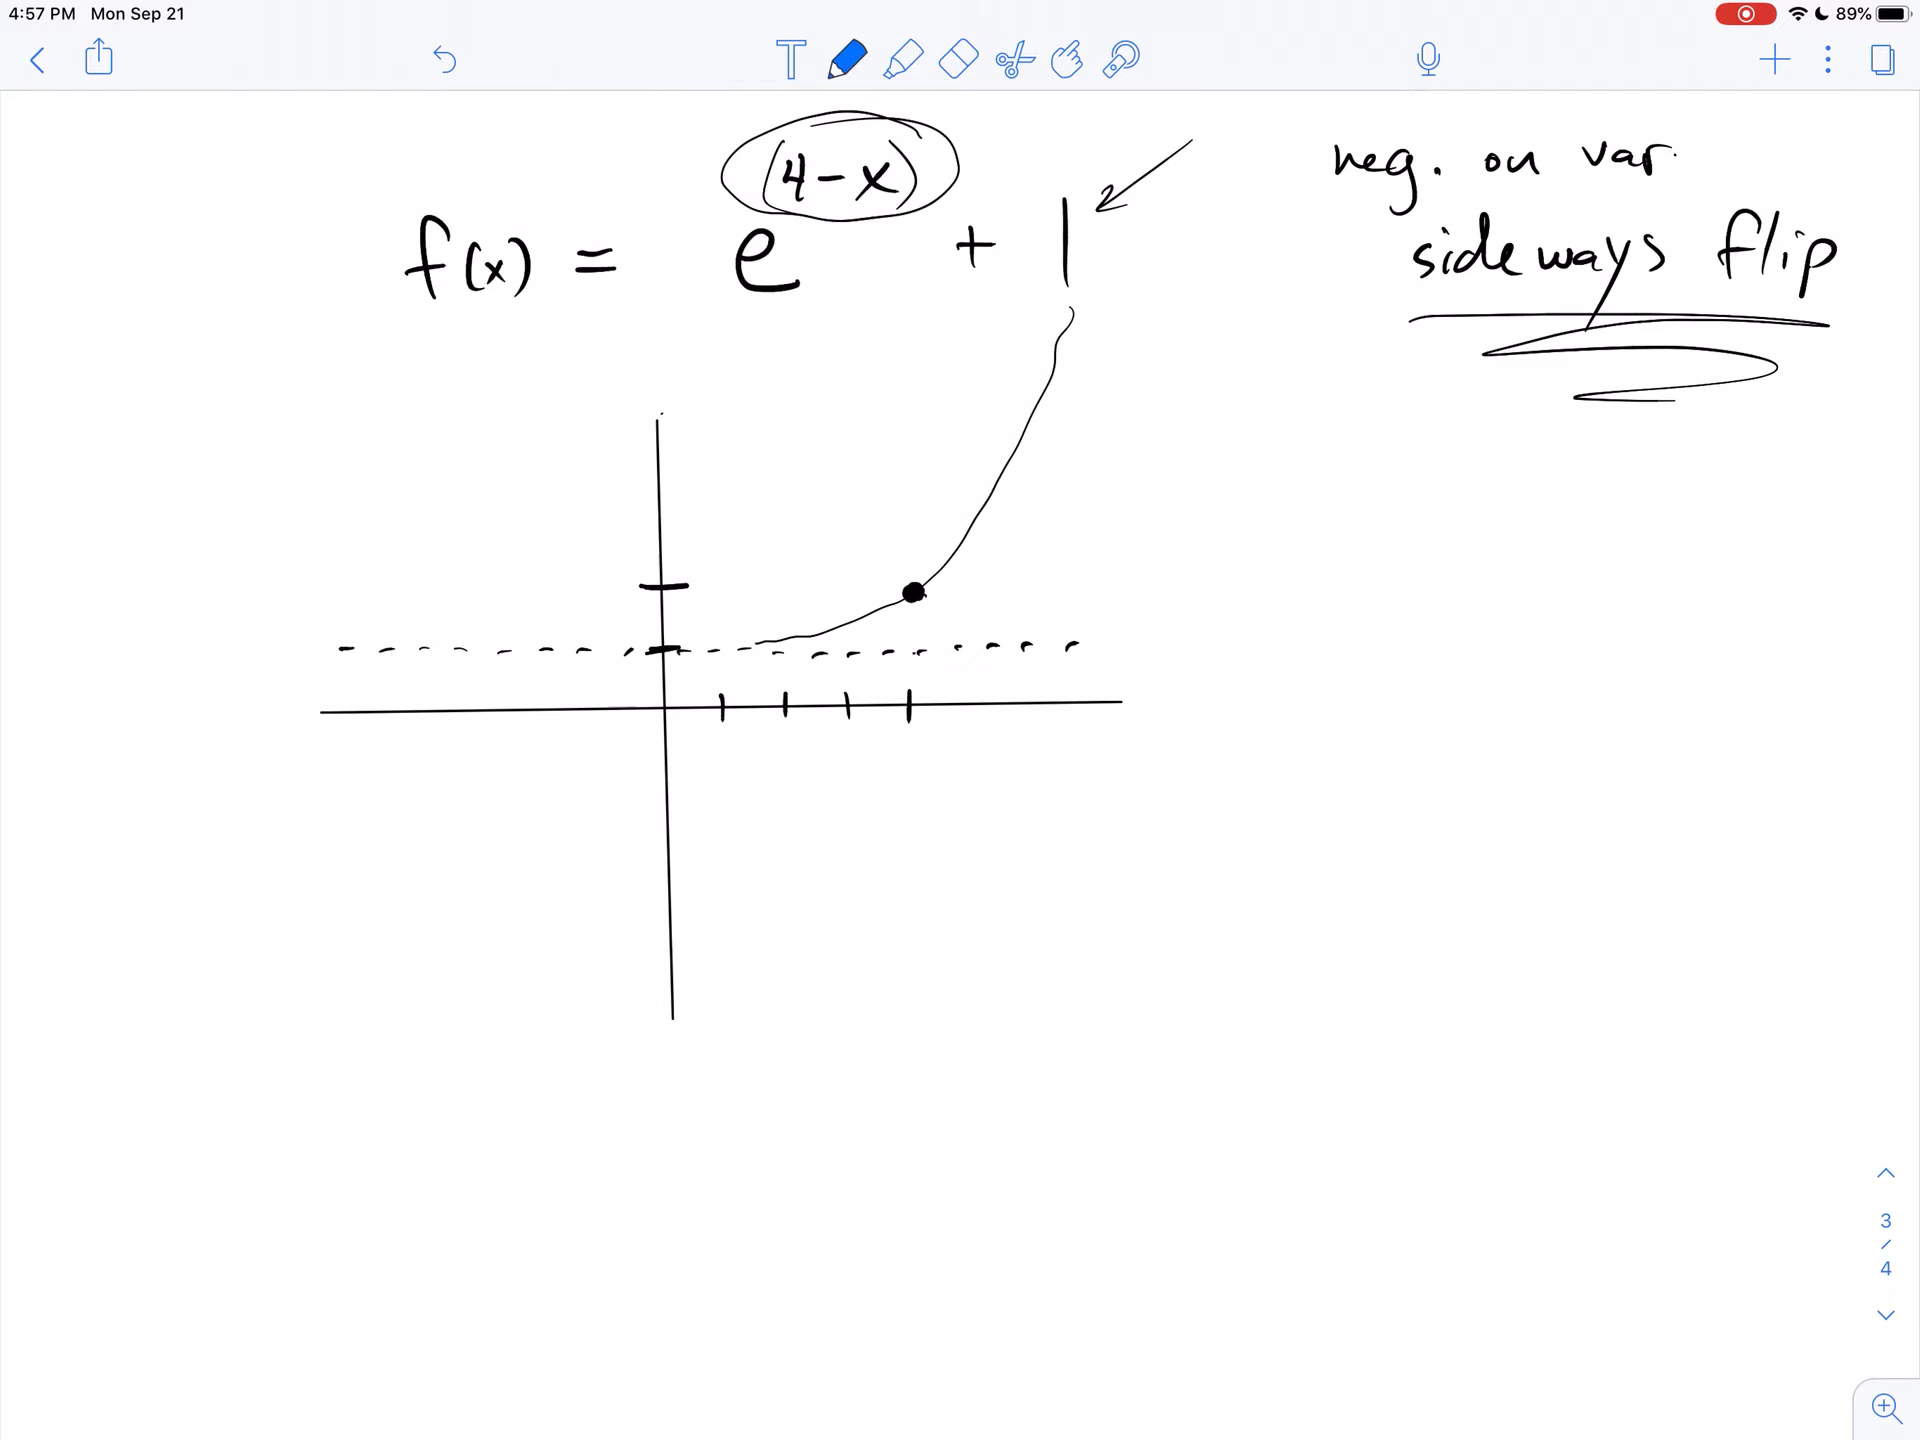 4:57 PM Mon Sep 21
89%
T
neg. on var.
f(x) = e^(4-x) + 1
sideways flip
3
/
4